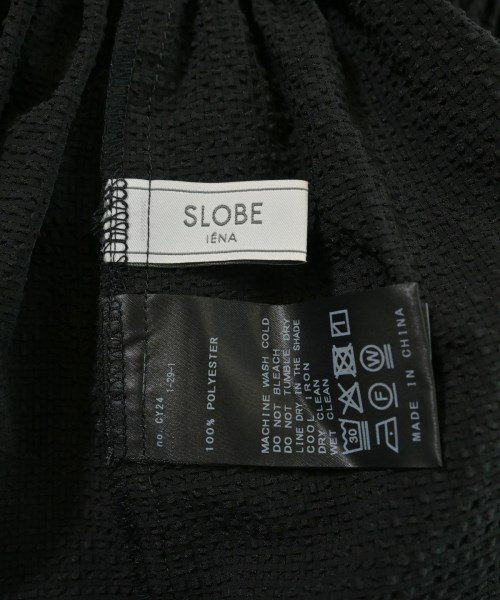 SLOBE
IÉNA
no. CY24 1-29-1
100% POLYESTER
MACHINE WASH COLD
DO NOT BLEACH
DO NOT TUMBLE DRY
LINE DRY IN THE SHADE
COOL IRON
DRY CLEAN
WET CLEAN
30
F
W
MADE IN CHINA